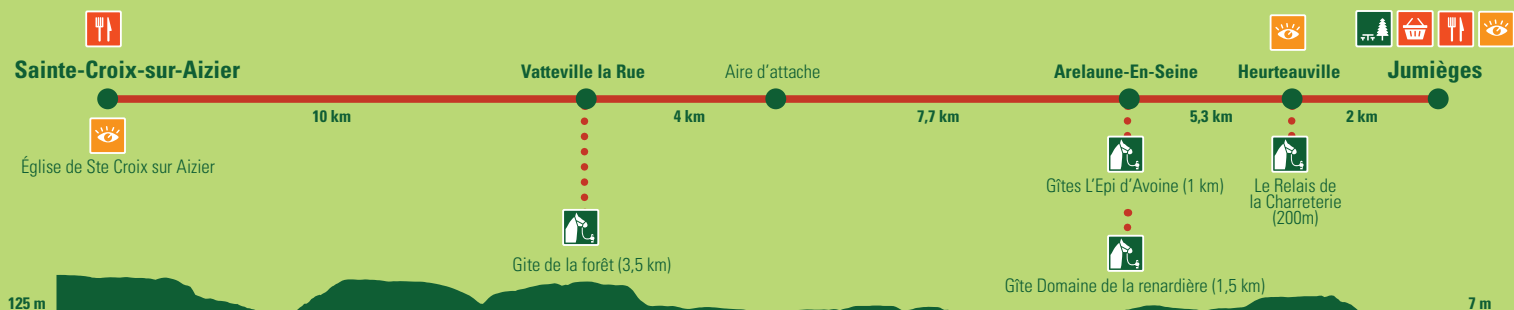 Sainte-Croix-sur-Aizier
Vatteville la Rue
Aire d'attache
Arelaune-En-Seine
Heurteauville
Jumièges
10 km
4 km
7,7 km
5,3 km
2 km
Église de Ste Croix sur Aizier
Gîtes L'Epi d'Avoine (1 km)
Le Relais de
la Charreterie
(200m)
Gite de la forêt (3,5 km)
Gîte Domaine de la renardière (1,5 km)
125 m
7 m